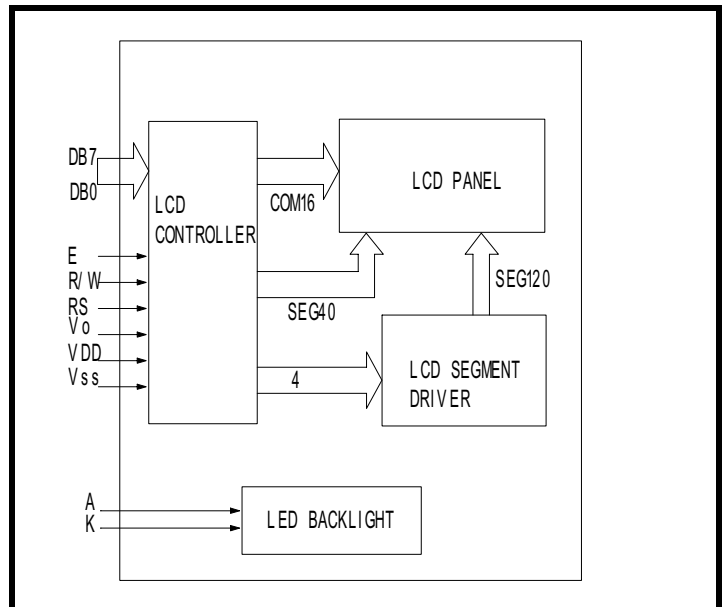 DB7
DB0
E
R/W
RS
Vo
VDD
Vss
LCD
CONTROLLER
COM16
SEG40
4
LCD PANEL
SEG120
LCD SEGMENT
DRIVER
A
K
LED BACKLIGHT